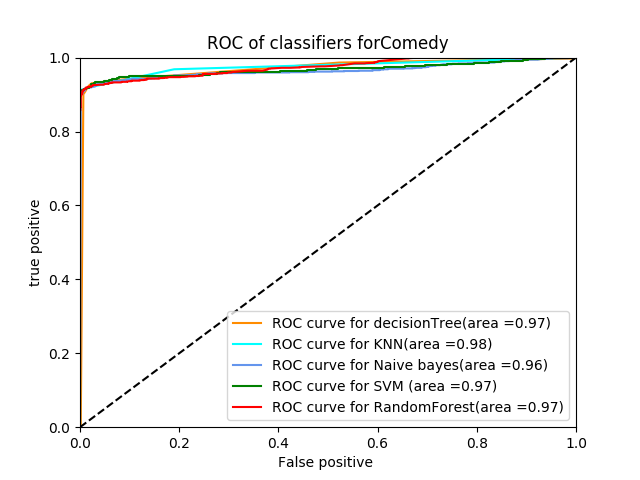 ROC of classifiers forComedy
1.0
0.8
0.6
0.4
0.2
0.0
true positive
ROC curve for decisionTree(area =0.97)
ROC curve for KNN(area =0.98)
ROC curve for Naive bayes(area =0.96)
ROC curve for SVM (area =0.97)
ROC curve for RandomForest(area =0.97)
0.0 0.2 0.4 0.6 0.8 1.0
False positive